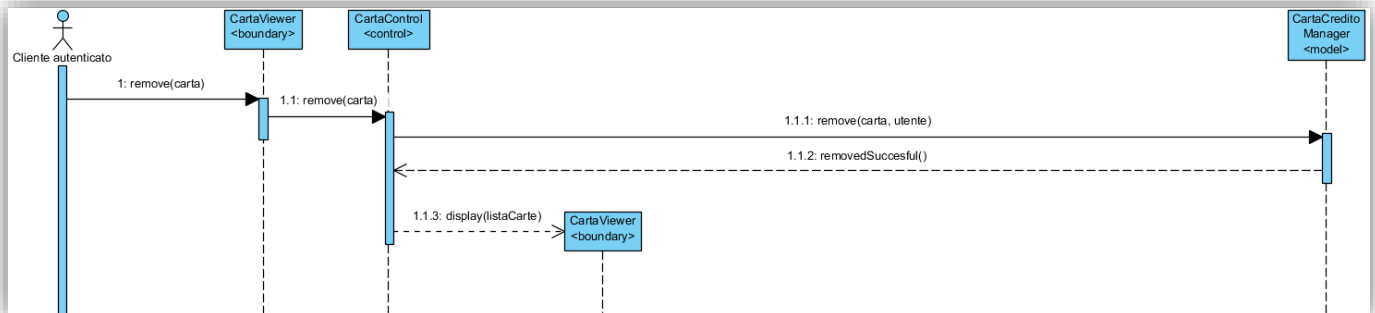 CartaViewer
<boundary>
CartaControl
<control>
CartaCredito
Manager
<model>
Cliente autenticato
1: remove(carta)
1.1: remove(carta)
1.1.1: remove(carta, utente)
1.1.2: removedSuccesful()
1.1.3: display(listaCarte)
CartaViewer
<boundary>